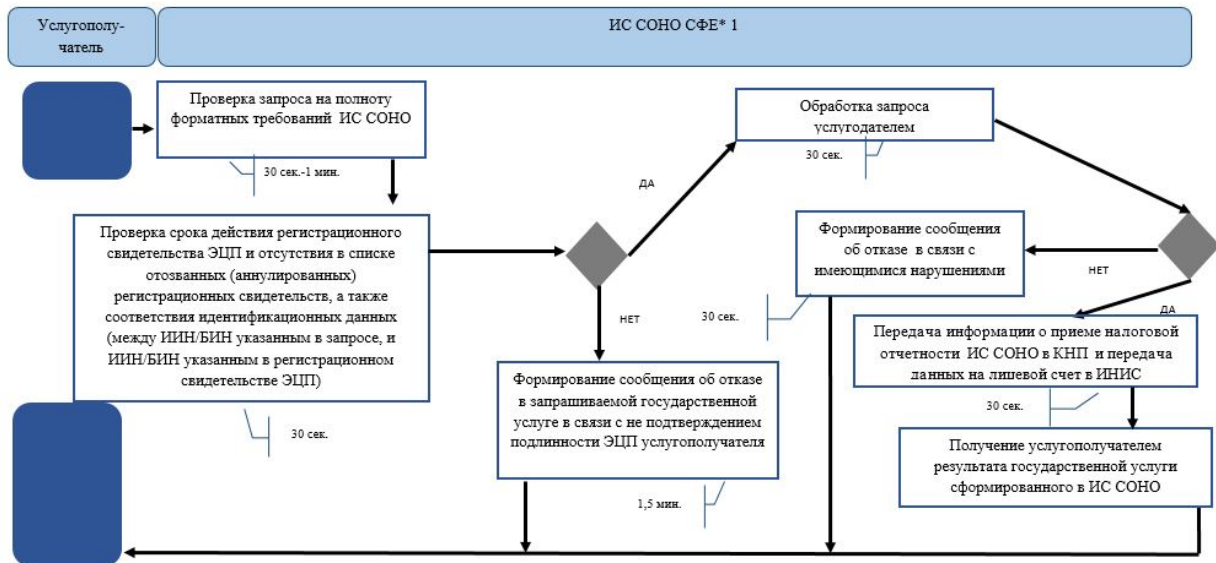 Услугополу-
чатель
ИС СОНО СФЕ* 1
Проверка запроса на полноту
форматных требований ИС СОНО
30 сек.-1 мин.
Обработка запроса
услугодателем
30 сек.
ДА
Проверка срока действия регистрационного
свидетельства ЭЦП и отсутствия в списке
отозванных (аннулированных)
регистрационных свидетельств, а также
соответствия идентификационных данных
(между ИИН/БИН указанным в запросе, и
ИИН/БИН указанным в регистрационном
свидетельстве ЭЦП)
30 сек.
НЕТ
Формирование сообщения об отказе
в запрашиваемой государственной
услуге в связи с не подтверждением
подлинности ЭЦП услугополучателя
1,5 мин.
Формирование сообщения
об отказе в связи с
имеющимися нарушениями
30 сек.
НЕТ
ДА
Передача информации о приеме налоговой
отчетности ИС СОНО в КНП и передача
данных на лицевой счет в ИНИС
30 сек.
Получение услугополучателем
результата государственной услуги
сформированного в ИС СОНО